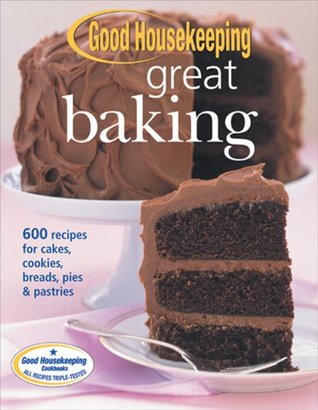 Good Housekeeping
great
baking
600 recipes
for cakes,
cookies,
breads, pies
& pastries
Good Housekeeping
Cookbooks
ALL RECIPES TRIPLE-TESTED